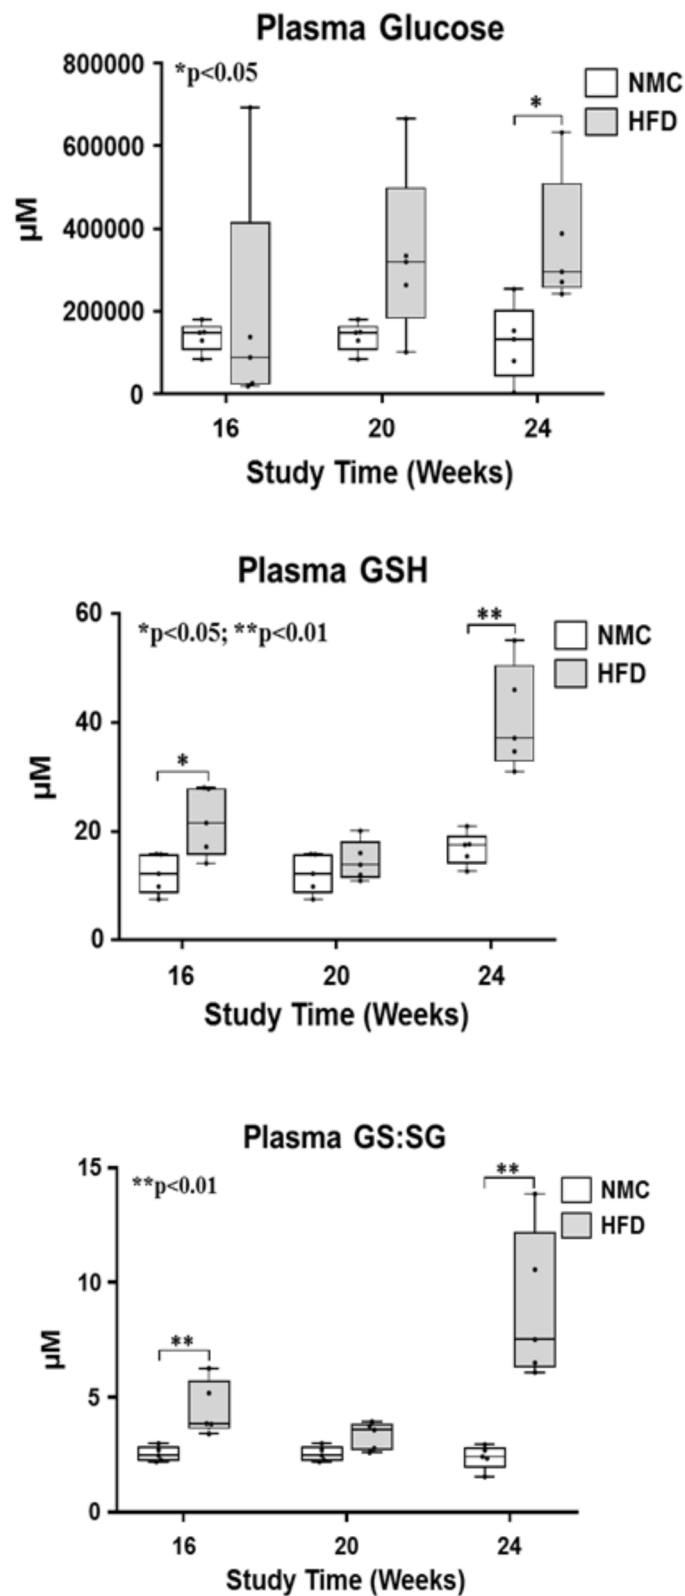 Plasma Glucose
*p<0.05
NMC
HFD
*
800000
600000
400000
200000
0
µM
16 20 24
Study Time (Weeks)
Plasma GSH
*p<0.05; **p<0.01
NMC
HFD
**
*
60
40
20
0
µM
16 20 24
Study Time (Weeks)
Plasma GS:SG
**p<0.01
NMC
HFD
**
**
15
10
5
0
µM
16 20 24
Study Time (Weeks)